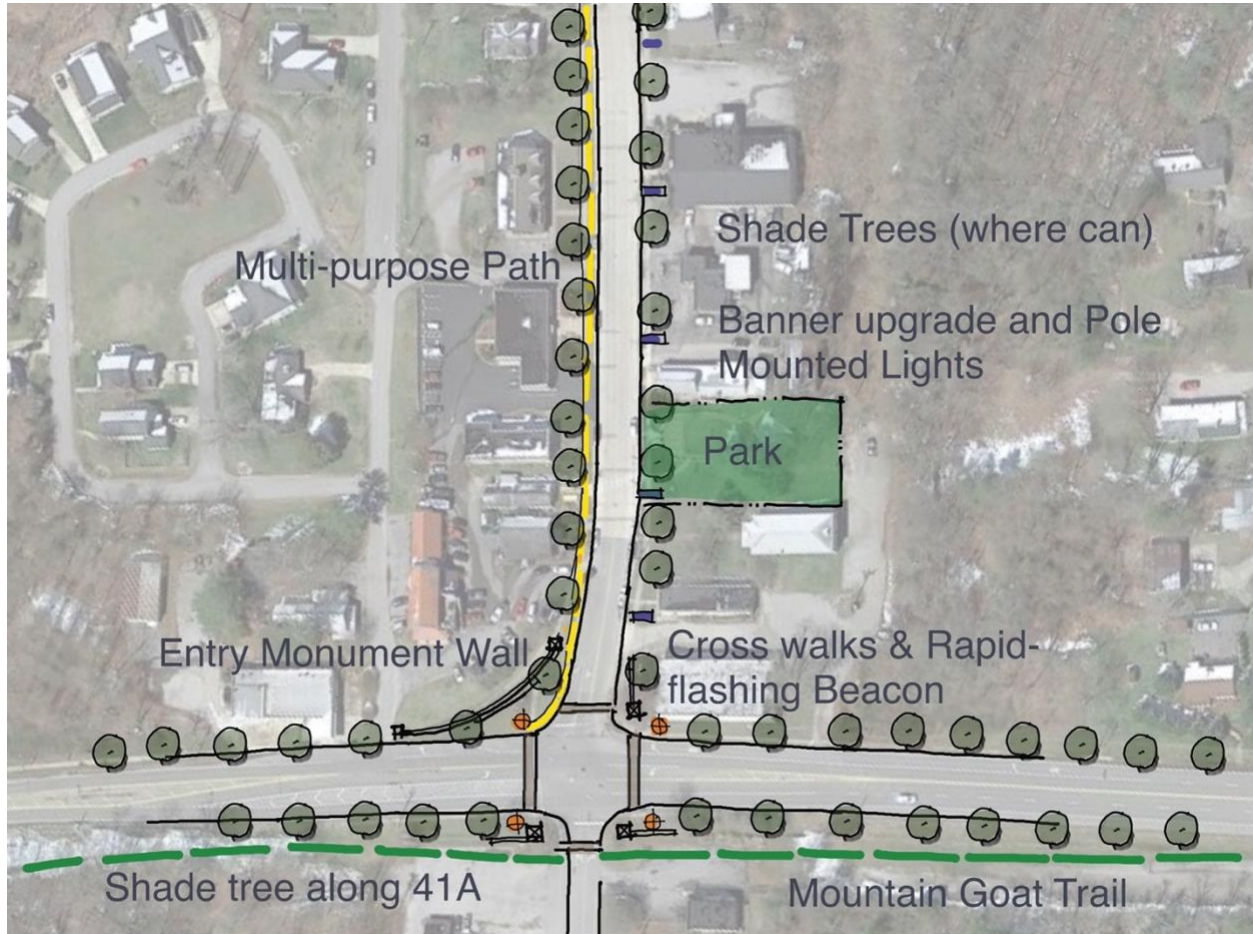 Shade Trees (where can)
Multi-purpose Path
Banner upgrade and Pole
Mounted Lights
Park
Entry Monument Wall
Cross walks & Rapid-
flashing Beacon
Shade tree along 41A
Mountain Goat Trail